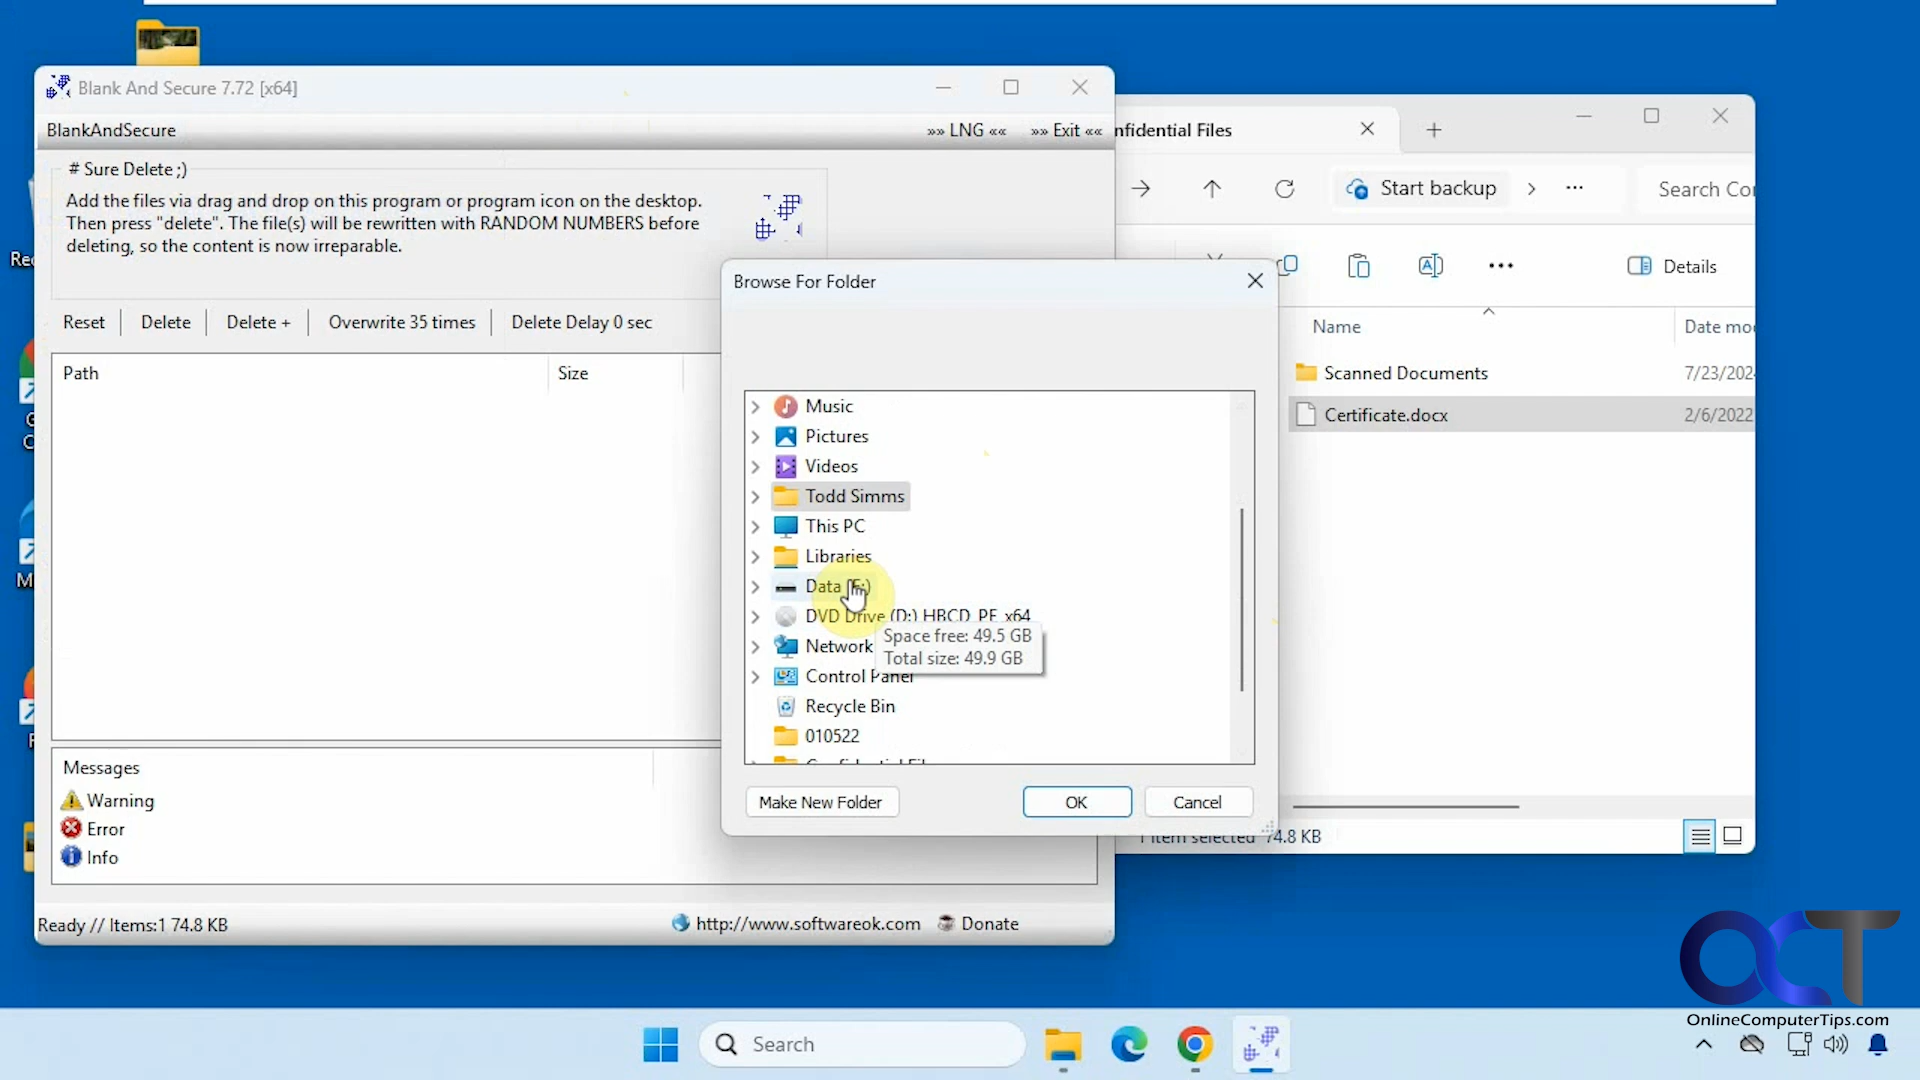 Blank And Secure 7.72 [x64]
BlankAndSecure
»» LNG ««
»» Exit ««
# Sure Delete ;)
Add the files via drag and drop on this program or program icon on the desktop.
Then press "delete". The file(s) will be rewritten with RANDOM NUMBERS before
deleting, so the content is now irreparable.
Reset
Delete
Delete +
Overwrite 35 times
Delete Delay 0 sec
Path
Size
Messages
Warning
Error
Info
Ready // Items:1 74.8 KB
http://www.softwareok.com
Donate
Browse For Folder
Music
Pictures
Videos
Todd Simms
This PC
Libraries
Data
DVD Drive (D:) HBCD_PE_x64
Space free: 49.5 GB
Total size: 49.9 GB
Network
Control Panel
Recycle Bin
010522
Make New Folder
OK
Cancel
nfidential Files
Start backup
Search Co
Details
Name
Date mo
Scanned Documents
7/23/202
Certificate.docx
2/6/2022
1 item selected 74.8 KB
OCT
OnlineComputerTips.com
Search